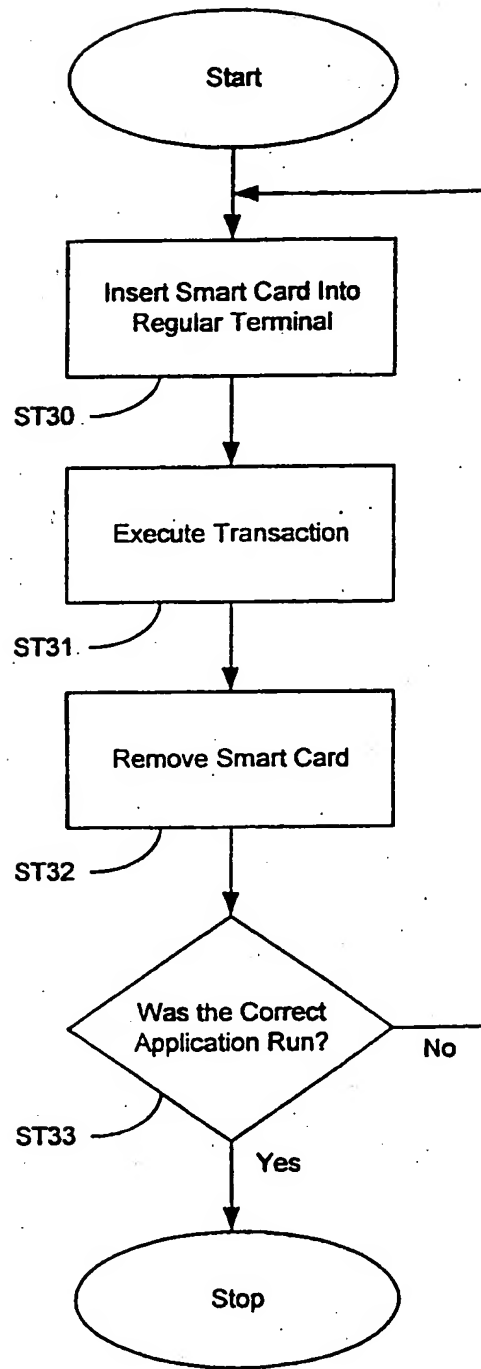 Start
Insert Smart Card Into
Regular Terminal
ST30
Execute Transaction
ST31
Remove Smart Card
ST32
Was the Correct
Application Run?
No
ST33
Yes
Stop